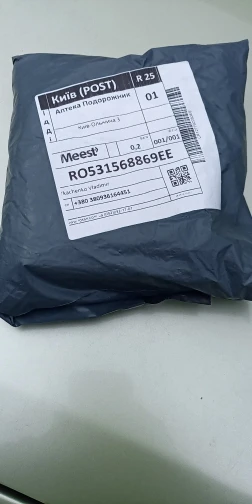 Київ (POST) R 25
Аптека Подорожник 01
Київ-Ольжича 1
Meest 0,2 001/001
RO531568869EE
Tkachenko Vladimir
+380 380936164451